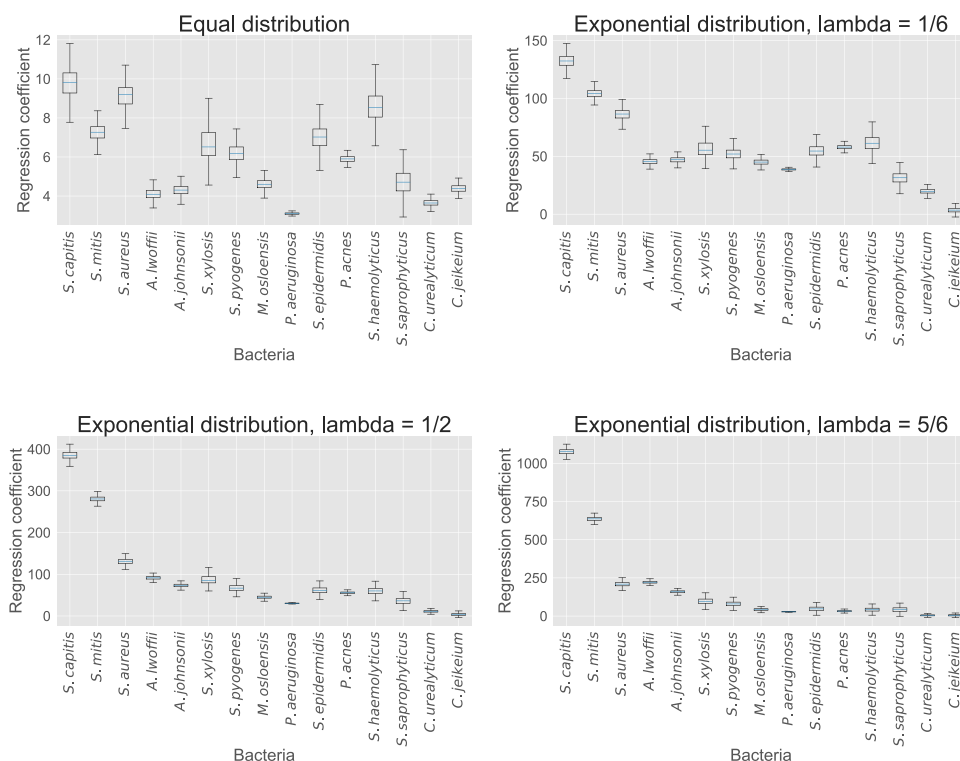 Equal distribution
12
10
8
6
4
Regression coefficient
S. capitis
S. mitis
S. aureus
A. lwoffii
A. johnsonii
S. xylosis
S. pyogenes
M. osloensis
P. aeruginosa
S. epidermidis
P. acnes
S. haemolyticus
S. saprophyticus
C. urealyticum
C. jeikeium
Bacteria
Exponential distribution, lambda = 1/6
150
100
50
0
Regression coefficient
S. capitis
S. mitis
S. aureus
A. lwoffii
A. johnsonii
S. xylosis
S. pyogenes
M. osloensis
P. aeruginosa
S. epidermidis
P. acnes
S. haemolyticus
S. saprophyticus
C. urealyticum
C. jeikeium
Bacteria
Exponential distribution, lambda = 1/2
400
300
200
100
0
Regression coefficient
S. capitis
S. mitis
S. aureus
A. lwoffii
A. johnsonii
S. xylosis
S. pyogenes
M. osloensis
P. aeruginosa
S. epidermidis
P. acnes
S. haemolyticus
S. saprophyticus
C. urealyticum
C. jeikeium
Bacteria
Exponential distribution, lambda = 5/6
1000
750
500
250
0
Regression coefficient
S. capitis
S. mitis
S. aureus
A. lwoffii
A. johnsonii
S. xylosis
S. pyogenes
M. osloensis
P. aeruginosa
S. epidermidis
P. acnes
S. haemolyticus
S. saprophyticus
C. urealyticum
C. jeikeium
Bacteria